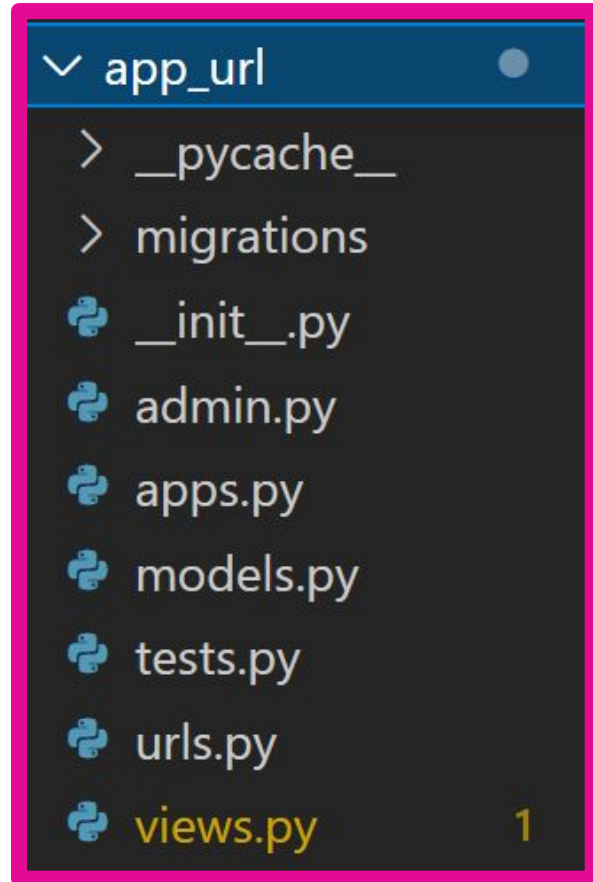 app_url
__pycache__
migrations
__init__.py
admin.py
apps.py
models.py
tests.py
urls.py
views.py 1